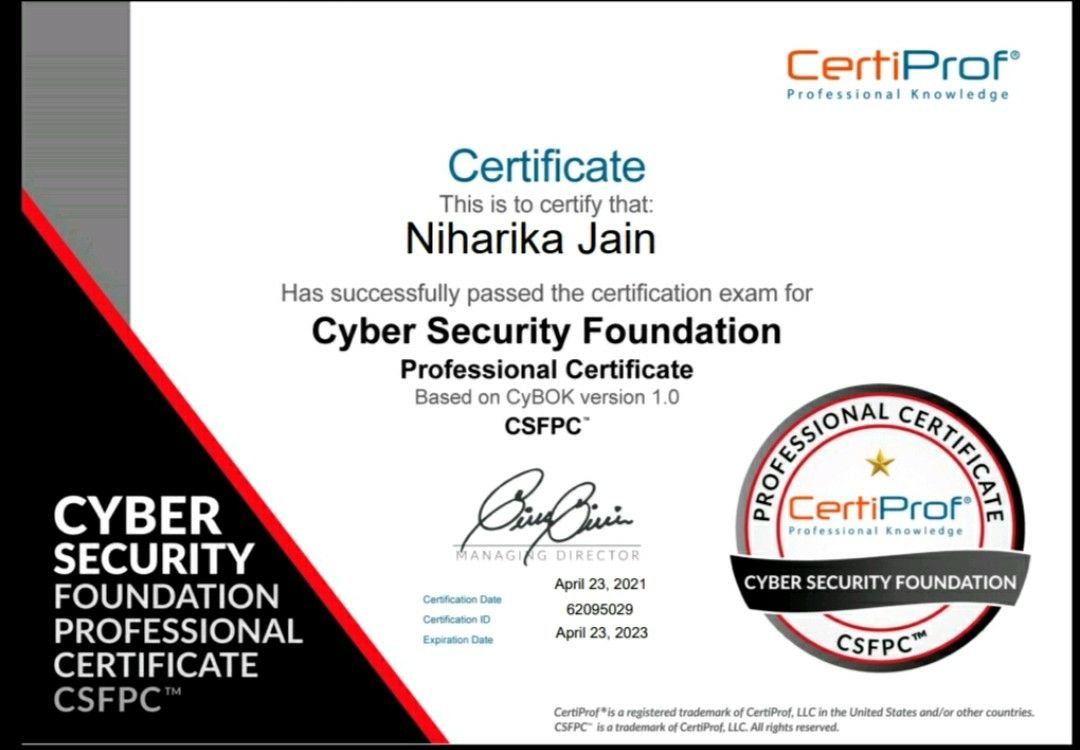 CertiProf®
Professional Knowledge
Certificate
This is to certify that:
Niharika Jain
Has successfully passed the certification exam for
Cyber Security Foundation
Professional Certificate
Based on CyBOK version 1.0
CSFPC™
MANAGING DIRECTOR
Certification Date April 23, 2021
Certification ID 62095029
Expiration Date April 23, 2023
CYBER
SECURITY
FOUNDATION
PROFESSIONAL
CERTIFICATE
CSFPC™
PROFESSIONAL CERTIFICATE
CertiProf®
Professional Knowledge
CYBER SECURITY FOUNDATION
CSFPC™
CertiProf® is a registered trademark of CertiProf, LLC in the United States and/or other countries.
CSFPC™ is a trademark of CertiProf, LLC. All rights reserved.